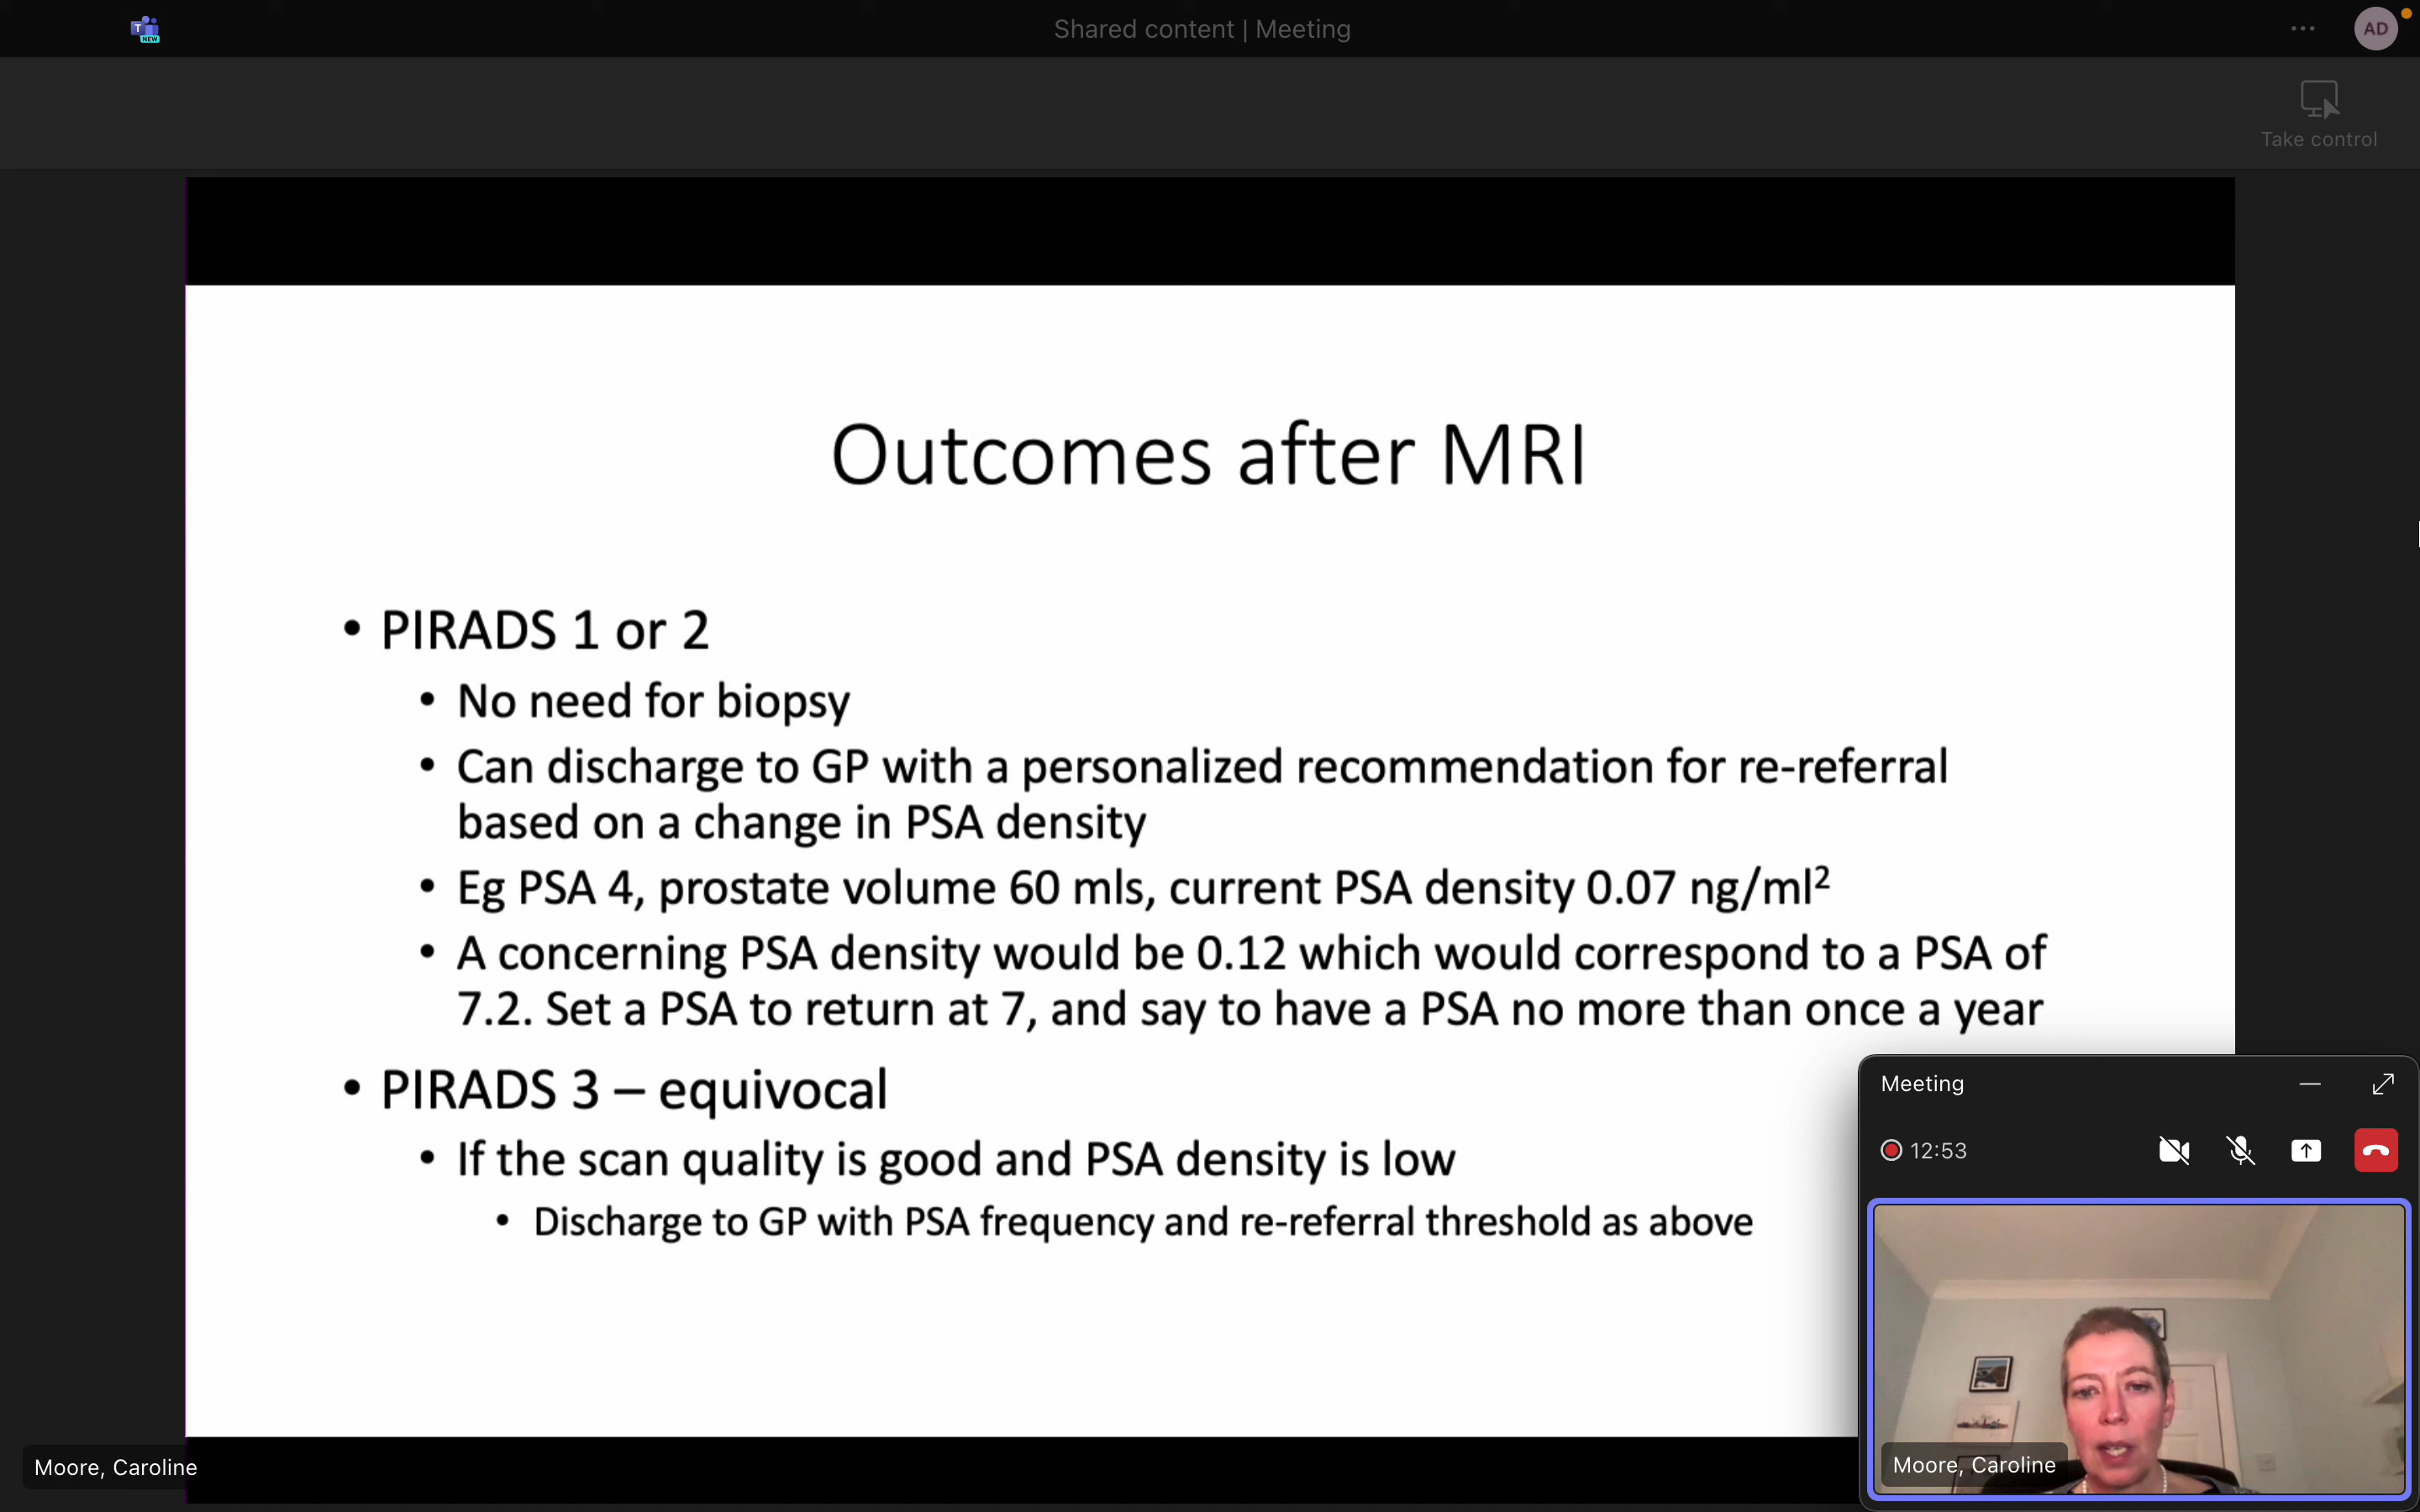 T
NEW
Shared content | Meeting
AD
Take control
Outcomes after MRI
• PIRADS 1 or 2
• No need for biopsy
• Can discharge to GP with a personalized recommendation for re-referral
based on a change in PSA density
• Eg PSA 4, prostate volume 60 mls, current PSA density 0.07 ng/ml²
• A concerning PSA density would be 0.12 which would correspond to a PSA of
7.2. Set a PSA to return at 7, and say to have a PSA no more than once a year
• PIRADS 3 – equivocal
• If the scan quality is good and PSA density is low
• Discharge to GP with PSA frequency and re-referral threshold as above
Meeting
12:53
Moore, Caroline
Moore, Caroline